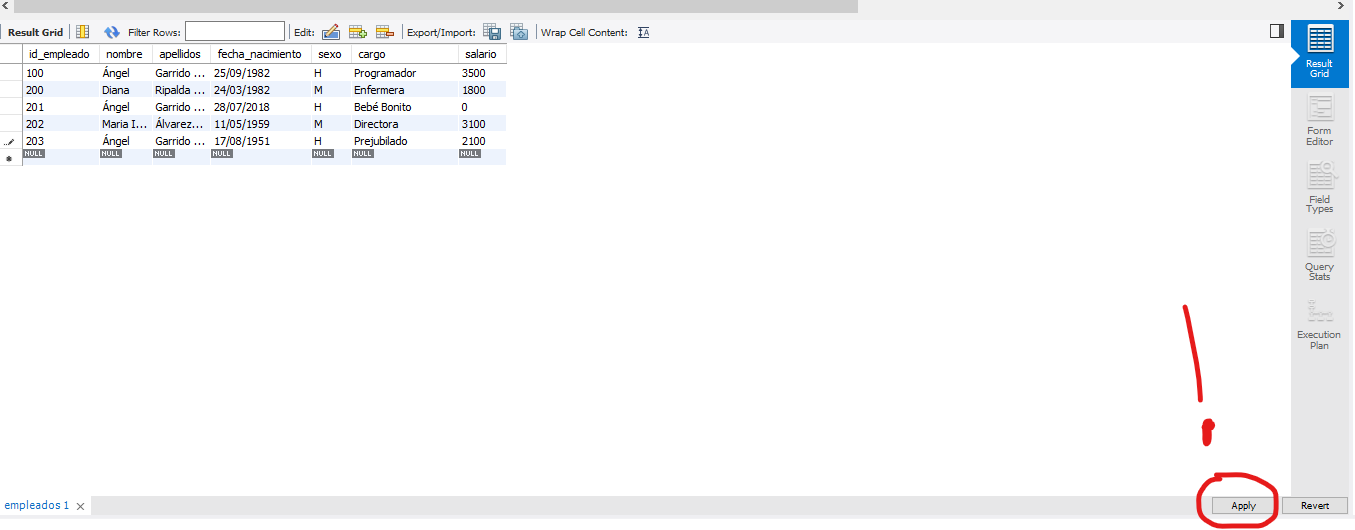 Result Grid Filter Rows: Edit: Export/Import: Wrap Cell Content: IA
id_empleado nombre apellidos fecha_nacimiento sexo cargo salario
100 Ángel Garrido ... 25/09/1982 H Programador 3500
200 Diana Ripalda ... 24/03/1982 M Enfermera 1800
201 Ángel Garrido ... 28/07/2018 H Bebé Bonito 0
202 Maria I... Álvarez... 11/05/1959 M Directora 3100
203 Ángel Garrido ... 17/08/1951 H Prejubilado 2100
NULL NULL NULL NULL NULL NULL NULL
Result
Grid
Form
Editor
Field
Types
Query
Stats
Execution
Plan
!
empleados 1 Apply Revert